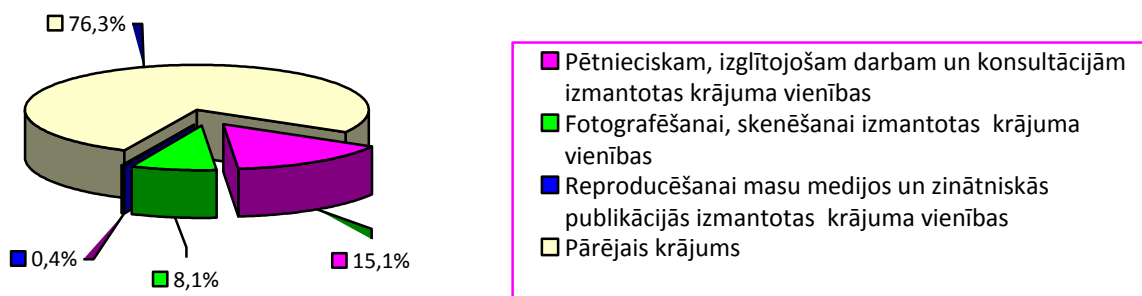 76,3%
0,4%
8,1%
15,1%
Pētnieciskam, izglītojošam darbam un konsultācijām
izmantotas krājuma vienības
Fotografēšanai, skenēšanai izmantotas krājuma
vienības
Reproducēšanai masu medijos un zinātniskās
publikācijās izmantotas krājuma vienības
Pārējais krājums